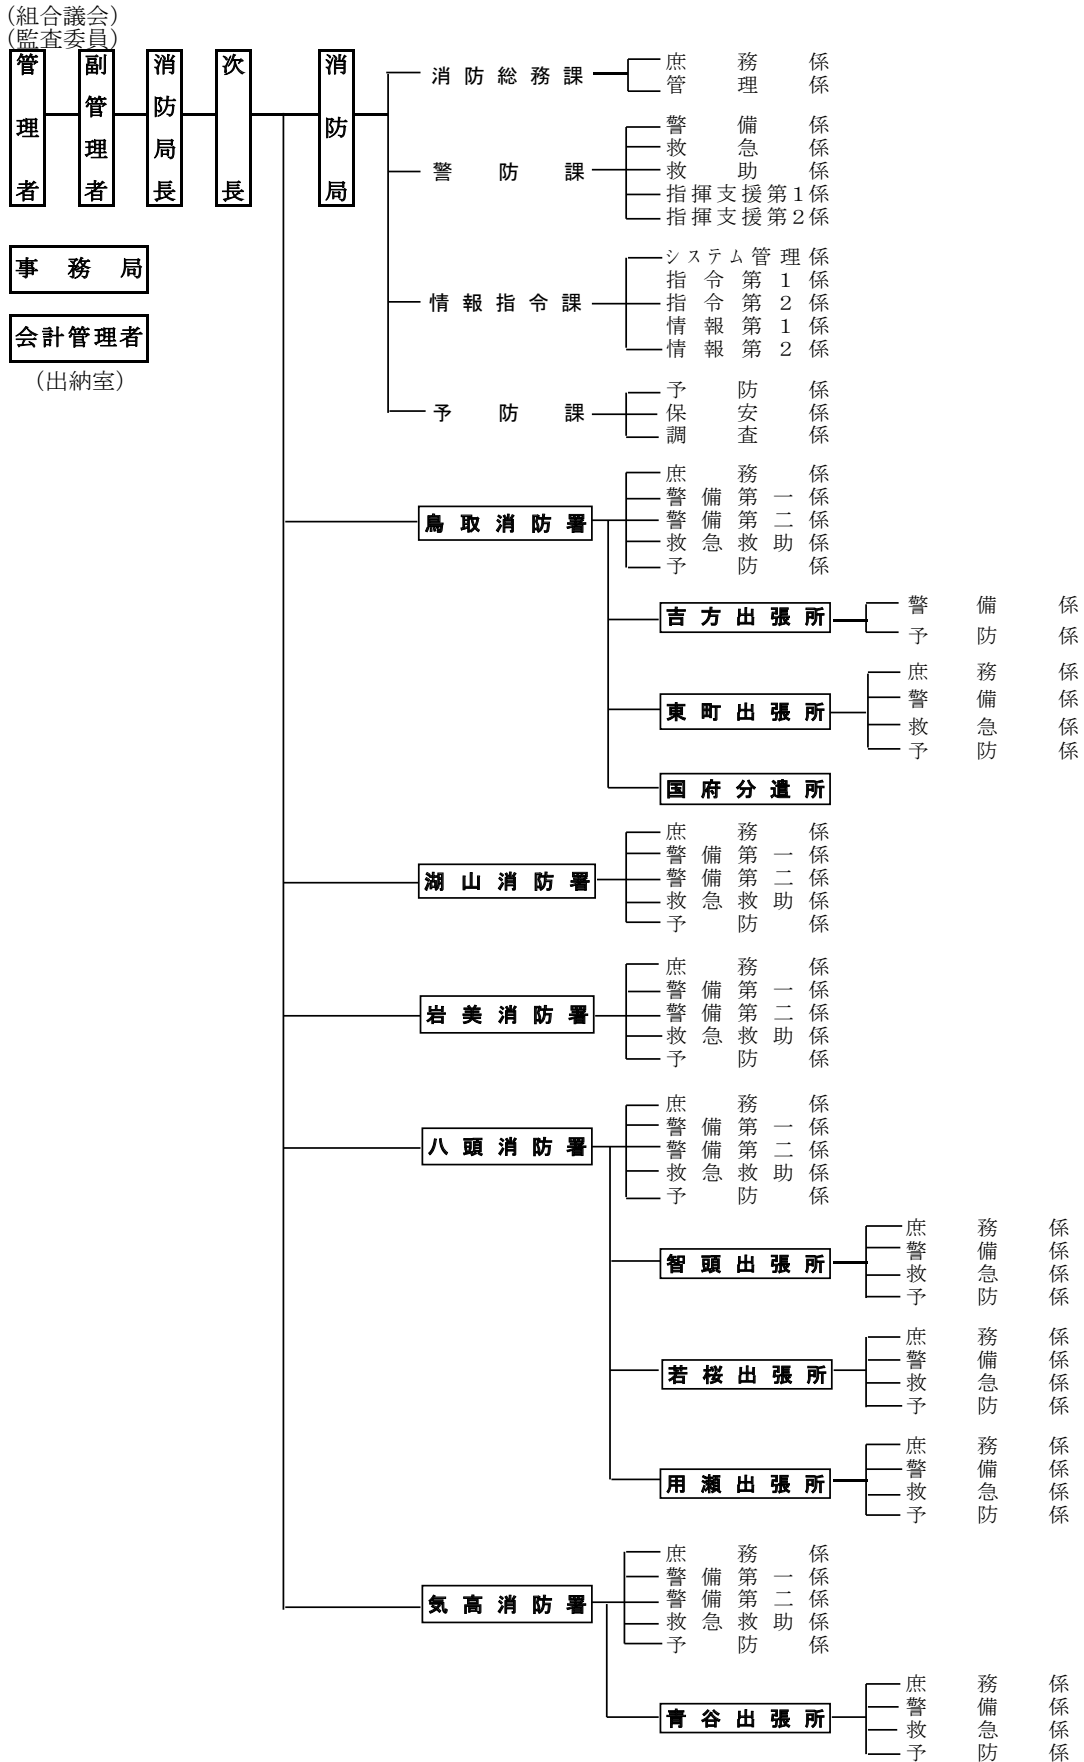 (組合議会)
(監査委員)
管理者
副管理者
消防局長
次長
消防局
事務局
会計管理者
(出納室)
消防総務課
庶務係
管理係
警防課
警備係
救急係
救助係
指揮支援第1係
指揮支援第2係
情報指令課
システム管理係
指令第1係
指令第2係
情報第1係
情報第2係
予防課
予防係
保安係
調査係
鳥取消防署
庶務係
警備第一係
警備第二係
救急救助係
予防係
吉方出張所
警備係
予防係
東町出張所
庶務係
警備係
救急係
予防係
国府分遣所
湖山消防署
庶務係
警備第一係
警備第二係
救急救助係
予防係
岩美消防署
庶務係
警備第一係
警備第二係
救急救助係
予防係
八頭消防署
庶務係
警備第一係
警備第二係
救急救助係
予防係
智頭出張所
庶務係
警備係
救急係
予防係
若桜出張所
庶務係
警備係
救急係
予防係
用瀬出張所
庶務係
警備係
救急係
予防係
気高消防署
庶務係
警備第一係
警備第二係
救急救助係
予防係
青谷出張所
庶務係
警備係
救急係
予防係